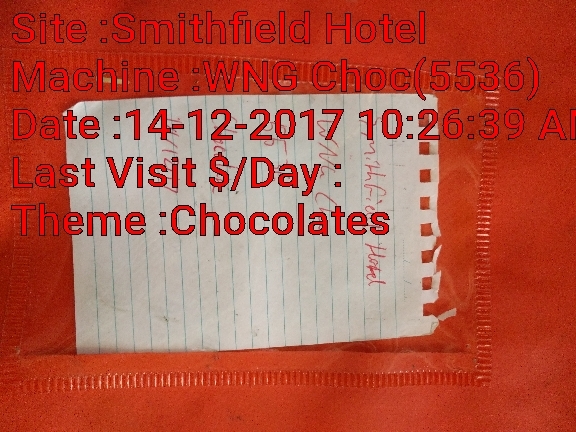 Site :Smithfield Hotel
Machine :WNG Choc(5536)
Date :14-12-2017 10:26:39 A
Last Visit $/Day :
Theme :Chocolates
Smithfield Hotel
WNG